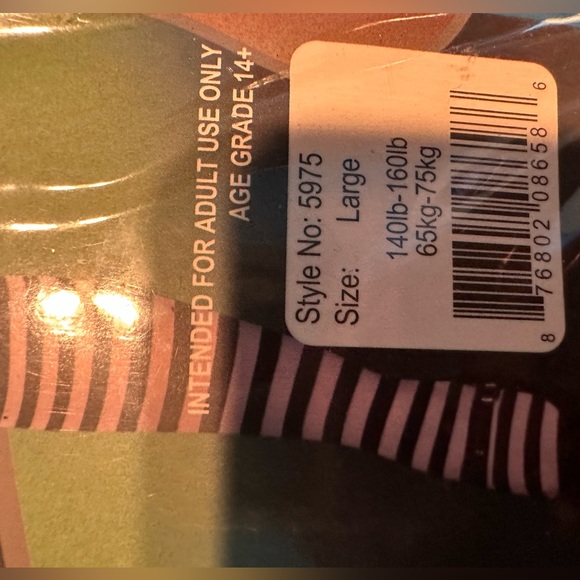 INTENDED FOR ADULT USE ONLY
AGE GRADE 14+
Style No: 5975
Size: Large
140lb-160lb
65kg-75kg
8 76802 08658 6